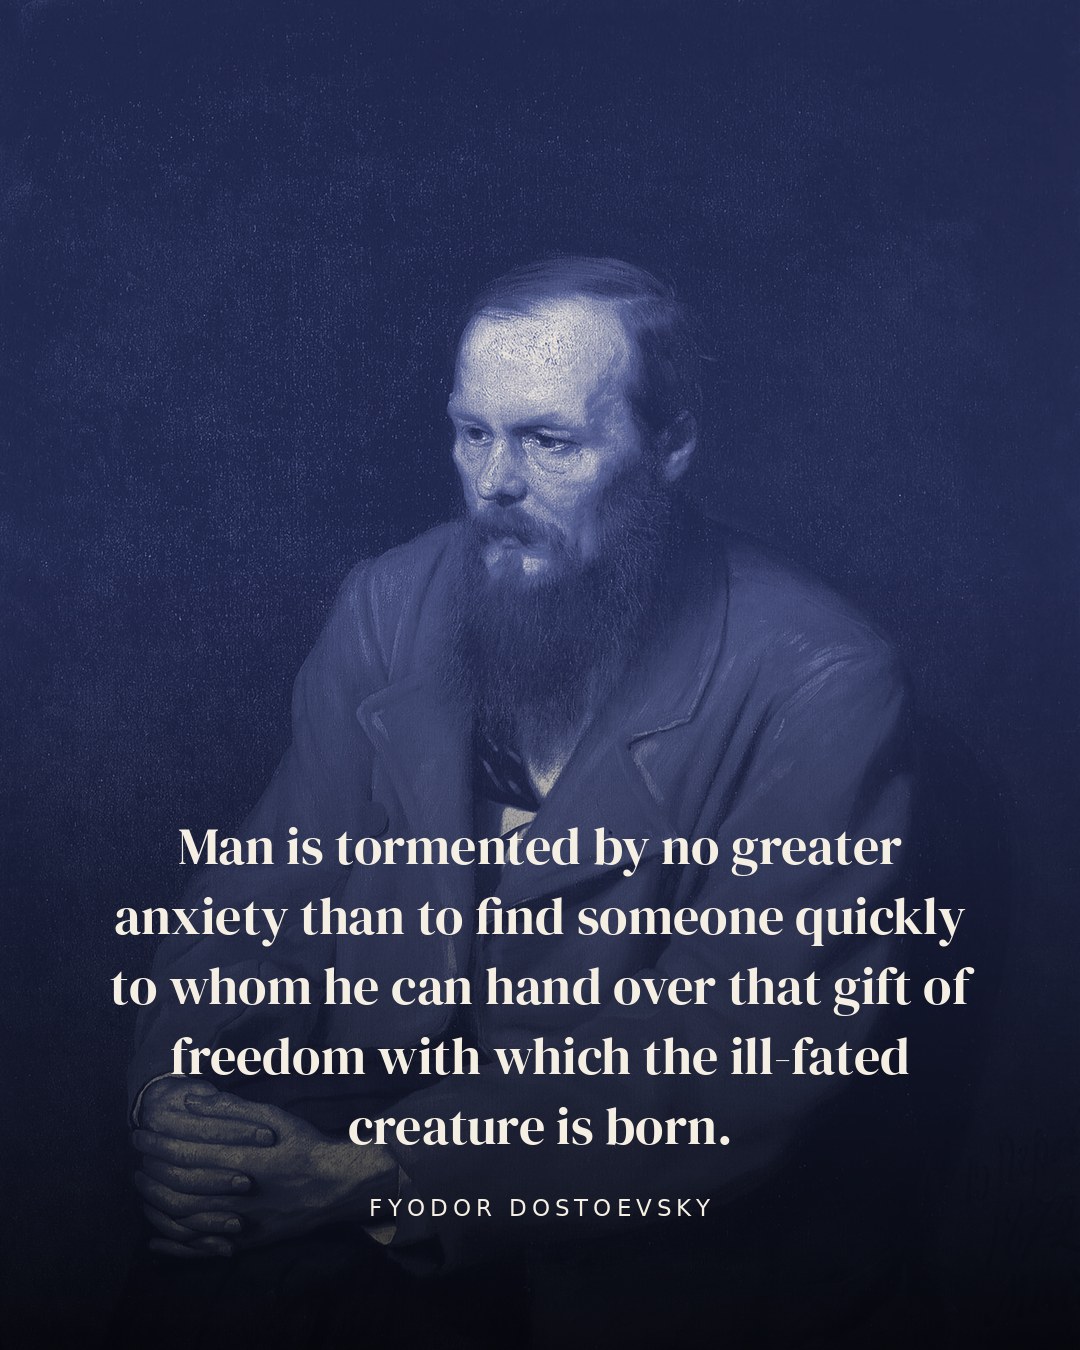 Man is tormented by no greater
anxiety than to find someone quickly
to whom he can hand over that gift of
freedom with which the ill-fated
creature is born.
FYODOR DOSTOEVSKY